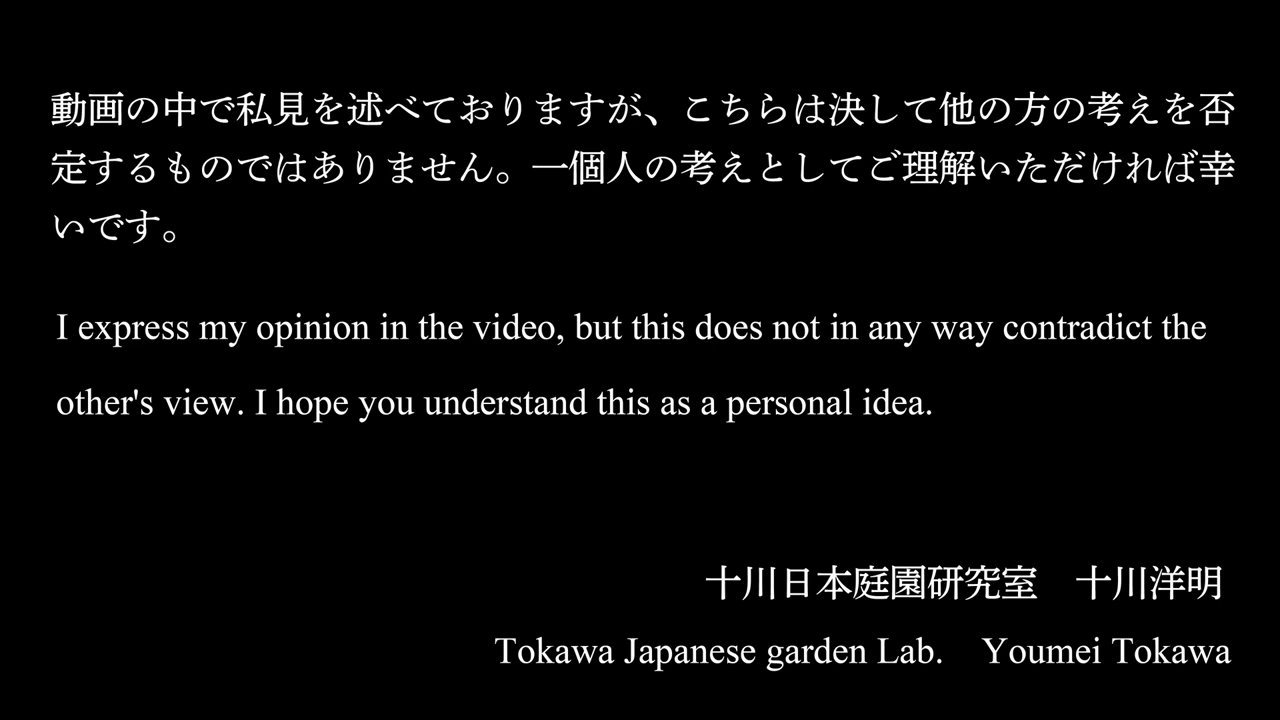 動画の中で私見を述べておりますが、こちらは決して他の方の考えを否
定するものではありません。一個人の考えとしてご理解いただければ幸
いです。
I express my opinion in the video, but this does not in any way contradict the
other's view. I hope you understand this as a personal idea.
十川日本庭園研究室　十川洋明
Tokawa Japanese garden Lab.　Youmei Tokawa